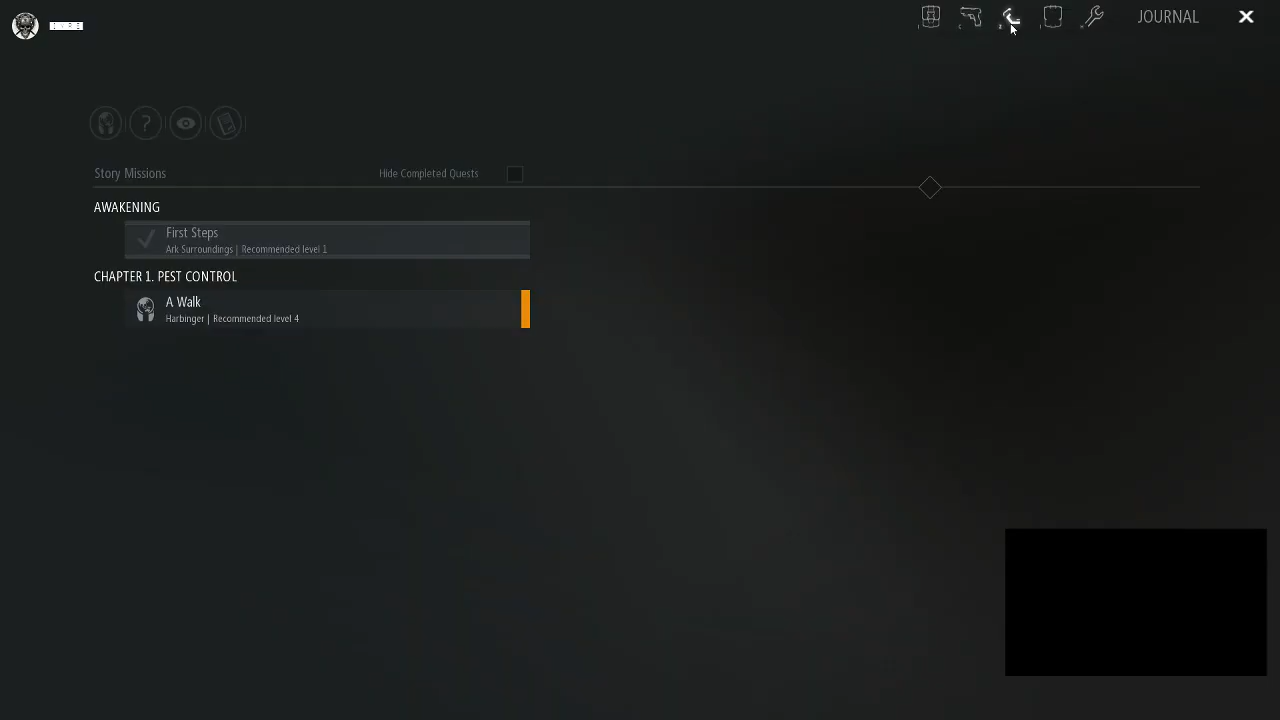 JOURNAL
Story Missions
Hide Completed Quests
AWAKENING
First Steps
Ark Surroundings | Recommended level 1
CHAPTER 1. PEST CONTROL
A Walk
Harbinger | Recommended level 4